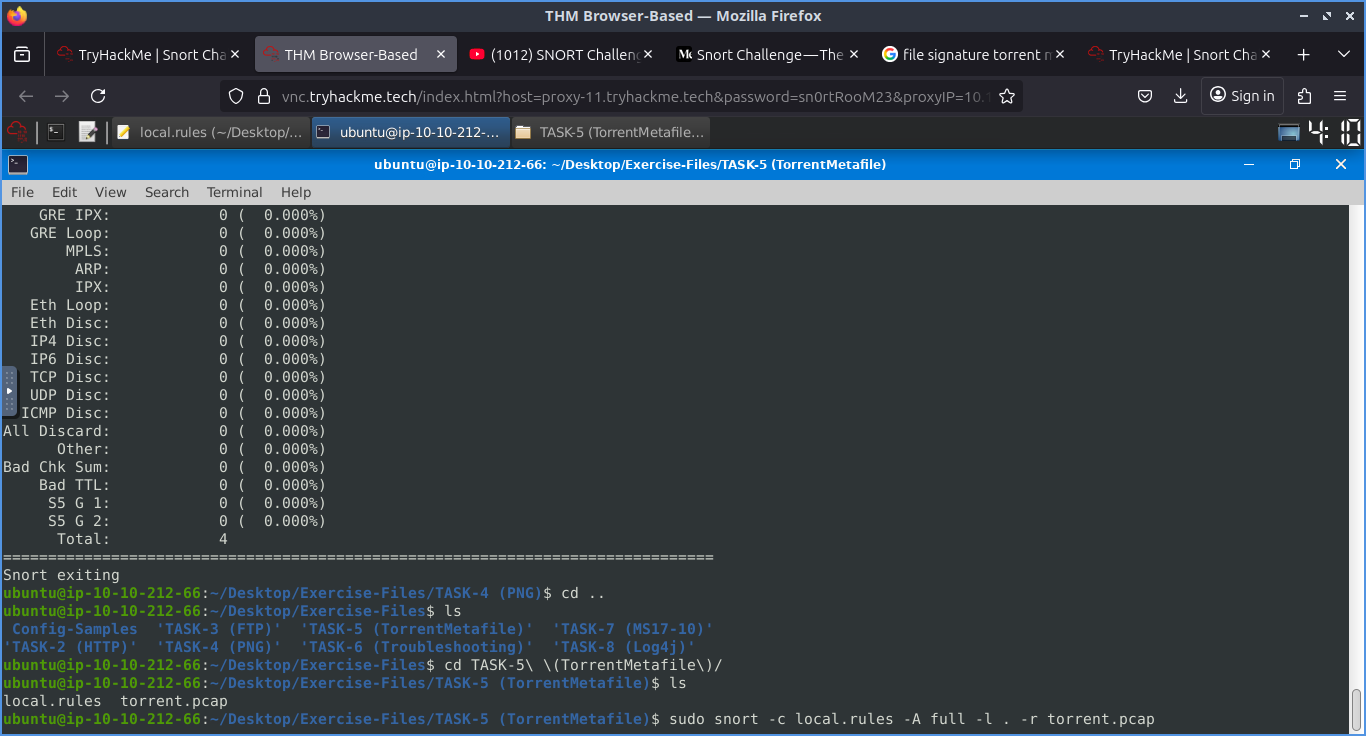 THM Browser-Based — Mozilla Firefox
TryHackMe | Snort Cha
THM Browser-Based
(1012) SNORT Challeng
Snort Challenge — The
file signature torrent m
TryHackMe | Snort Cha
vnc.tryhackme.tech/index.html?host=proxy-11.tryhackme.tech&password=sn0rtRooM23&proxyIP=10.1
Sign in
local.rules (~/Desktop/...
ubuntu@ip-10-10-212-...
TASK-5 (TorrentMetafile...
4:10
ubuntu@ip-10-10-212-66: ~/Desktop/Exercise-Files/TASK-5 (TorrentMetafile)
File Edit View Search Terminal Help
GRE IPX: 0 ( 0.000%)
GRE Loop: 0 ( 0.000%)
MPLS: 0 ( 0.000%)
ARP: 0 ( 0.000%)
IPX: 0 ( 0.000%)
Eth Loop: 0 ( 0.000%)
Eth Disc: 0 ( 0.000%)
IP4 Disc: 0 ( 0.000%)
IP6 Disc: 0 ( 0.000%)
TCP Disc: 0 ( 0.000%)
UDP Disc: 0 ( 0.000%)
ICMP Disc: 0 ( 0.000%)
All Discard: 0 ( 0.000%)
Other: 0 ( 0.000%)
Bad Chk Sum: 0 ( 0.000%)
Bad TTL: 0 ( 0.000%)
S5 G 1: 0 ( 0.000%)
S5 G 2: 0 ( 0.000%)
Total: 4
===============================================================================
Snort exiting
ubuntu@ip-10-10-212-66:~/Desktop/Exercise-Files/TASK-4 (PNG)$ cd ..
ubuntu@ip-10-10-212-66:~/Desktop/Exercise-Files$ ls
Config-Samples 'TASK-3 (FTP)' 'TASK-5 (TorrentMetafile)' 'TASK-7 (MS17-10)'
'TASK-2 (HTTP)' 'TASK-4 (PNG)' 'TASK-6 (Troubleshooting)' 'TASK-8 (Log4j)'
ubuntu@ip-10-10-212-66:~/Desktop/Exercise-Files$ cd TASK-5\ \(TorrentMetafile\)/
ubuntu@ip-10-10-212-66:~/Desktop/Exercise-Files/TASK-5 (TorrentMetafile)$ ls
local.rules torrent.pcap
ubuntu@ip-10-10-212-66:~/Desktop/Exercise-Files/TASK-5 (TorrentMetafile)$ sudo snort -c local.rules -A full -l . -r torrent.pcap